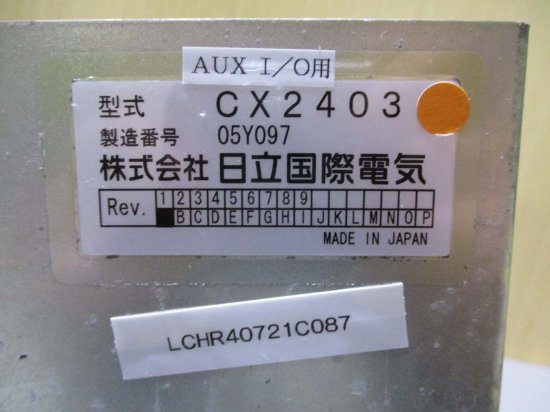 AUX I/O用
型式 CX2403
製造番号 05Y097
株式会社 日立国際電気
Rev. 1 2 3 4 5 6 7 8 9
B C D E F G H I J K L M N O P
MADE IN JAPAN
LCHR40721C087